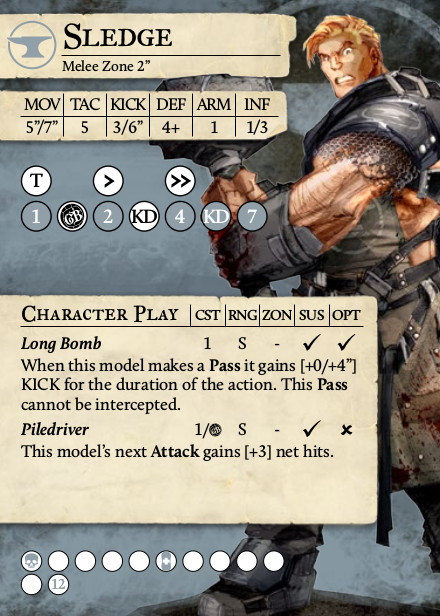 SLEDGE
Melee Zone 2”
MOV TAC KICK DEF ARM INF
5”/7” 5 3/6” 4+ 1 1/3
T > >>
1 GB 2 KD 4 KD 7
CHARACTER PLAY CST RNG ZON SUS OPT
Long Bomb 1 S - ✓ ✓
When this model makes a Pass it gains [+0/+4”]
KICK for the duration of the action. This Pass
cannot be intercepted.
Piledriver 1/GB S - ✓ ×
This model’s next Attack gains [+3] net hits.
12